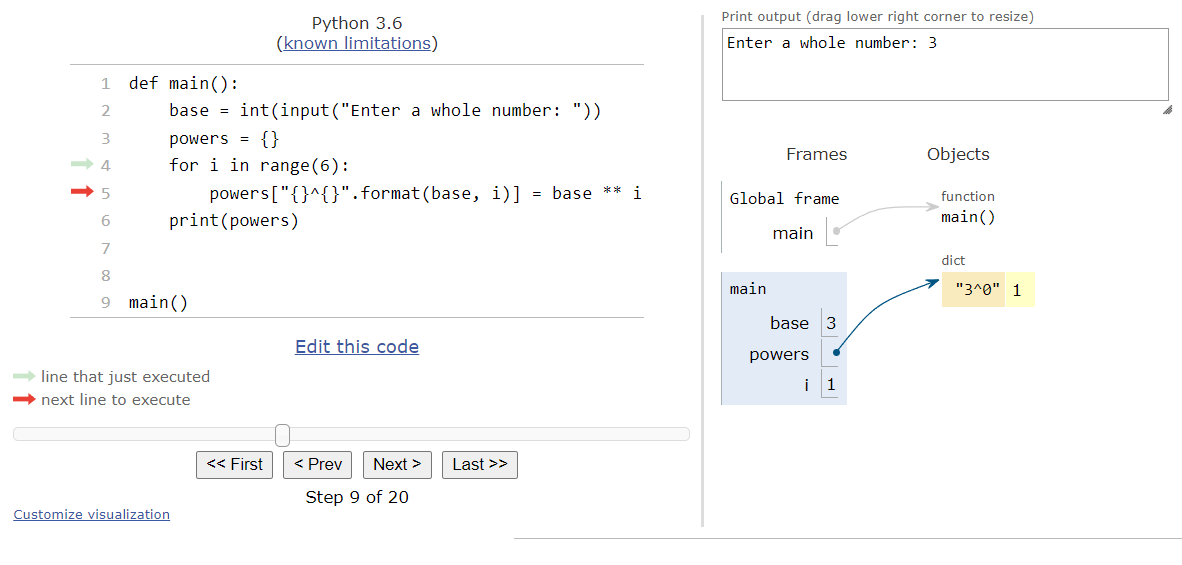 Python 3.6
(known limitations)
1 def main():
2     base = int(input("Enter a whole number: "))
3     powers = {}
4     for i in range(6):
5         powers["{}^{}".format(base, i)] = base ** i
6     print(powers)
7
8
9 main()
Edit this code
line that just executed
next line to execute
<< First < Prev Next > Last >>
Step 9 of 20
Customize visualization
Print output (drag lower right corner to resize)
Enter a whole number: 3
Frames Objects
Global frame
main
function
main()
dict
"3^0" 1
main
base 3
powers
i 1